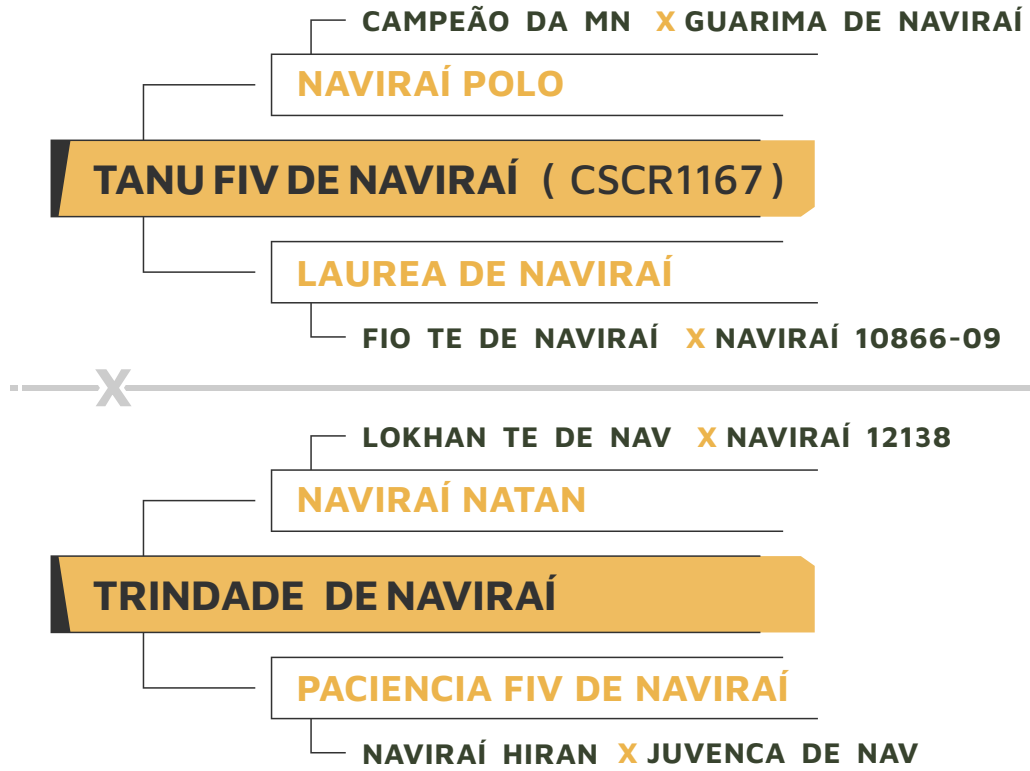 CAMPEÃO DA MN X GUARIMA DE NAVIRAÍ
NAVIRAÍ POLO
TANU FIV DE NAVIRAÍ ( CSCR1167 )
LAUREA DE NAVIRAÍ
FIO TE DE NAVIRAÍ X NAVIRAÍ 10866-09
X
LOKHAN TE DE NAV X NAVIRAÍ 12138
NAVIRAÍ NATAN
TRINDADE DE NAVIRAÍ
PACIENCIA FIV DE NAVIRAÍ
NAVIRAÍ HIRAN X JUVENCA DE NAV